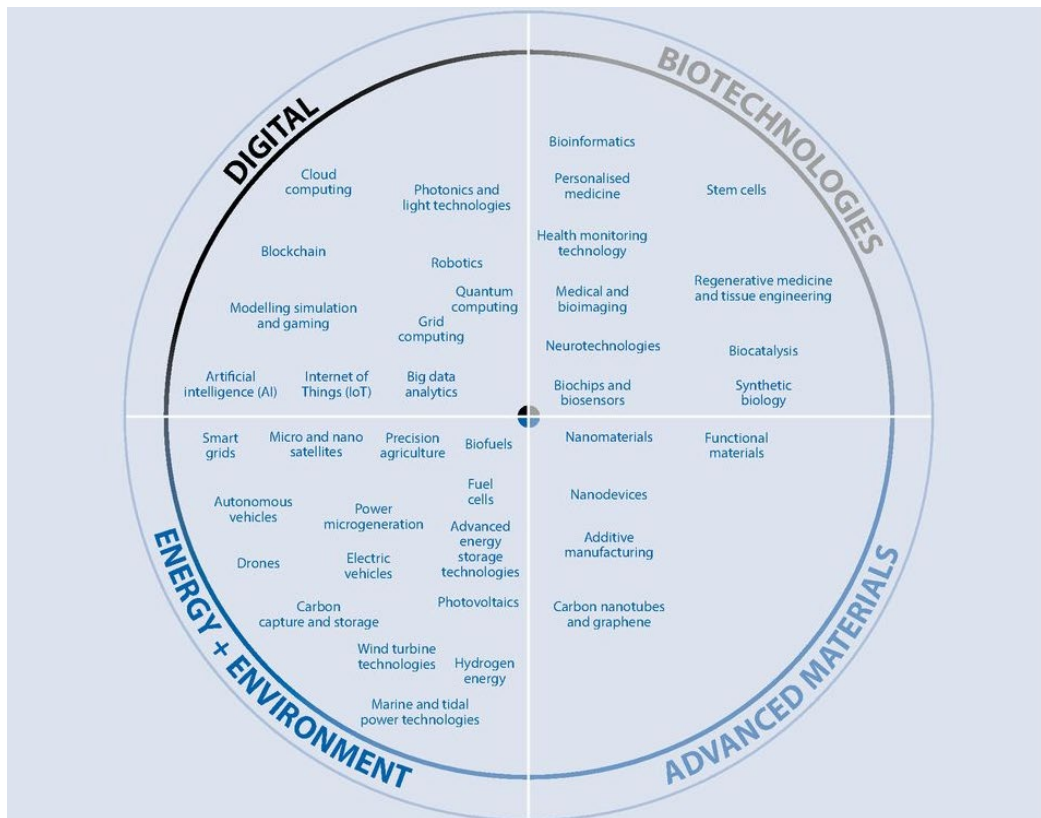 DIGITAL
Cloud
computing
Photonics and
light technologies
Blockchain
Robotics
Quantum
computing
Modelling simulation
and gaming
Grid
computing
Artificial
intelligence (AI)
Internet of
Things (IoT)
Big data
analytics
BIOTECHNOLOGIES
Bioinformatics
Personalised
medicine
Stem cells
Health monitoring
technology
Regenerative medicine
and tissue engineering
Medical and
bioimaging
Neurotechnologies
Biocatalysis
Biochips and
biosensors
Synthetic
biology
ENERGY + ENVIRONMENT
Smart
grids
Micro and nano
satellites
Precision
agriculture
Biofuels
Fuel
cells
Autonomous
vehicles
Power
microgeneration
Advanced
energy
storage
technologies
Drones
Electric
vehicles
Photovoltaics
Carbon
capture and storage
Wind turbine
technologies
Hydrogen
energy
Marine and tidal
power technologies
ADVANCED MATERIALS
Nanomaterials
Functional
materials
Nanodevices
Additive
manufacturing
Carbon nanotubes
and graphene